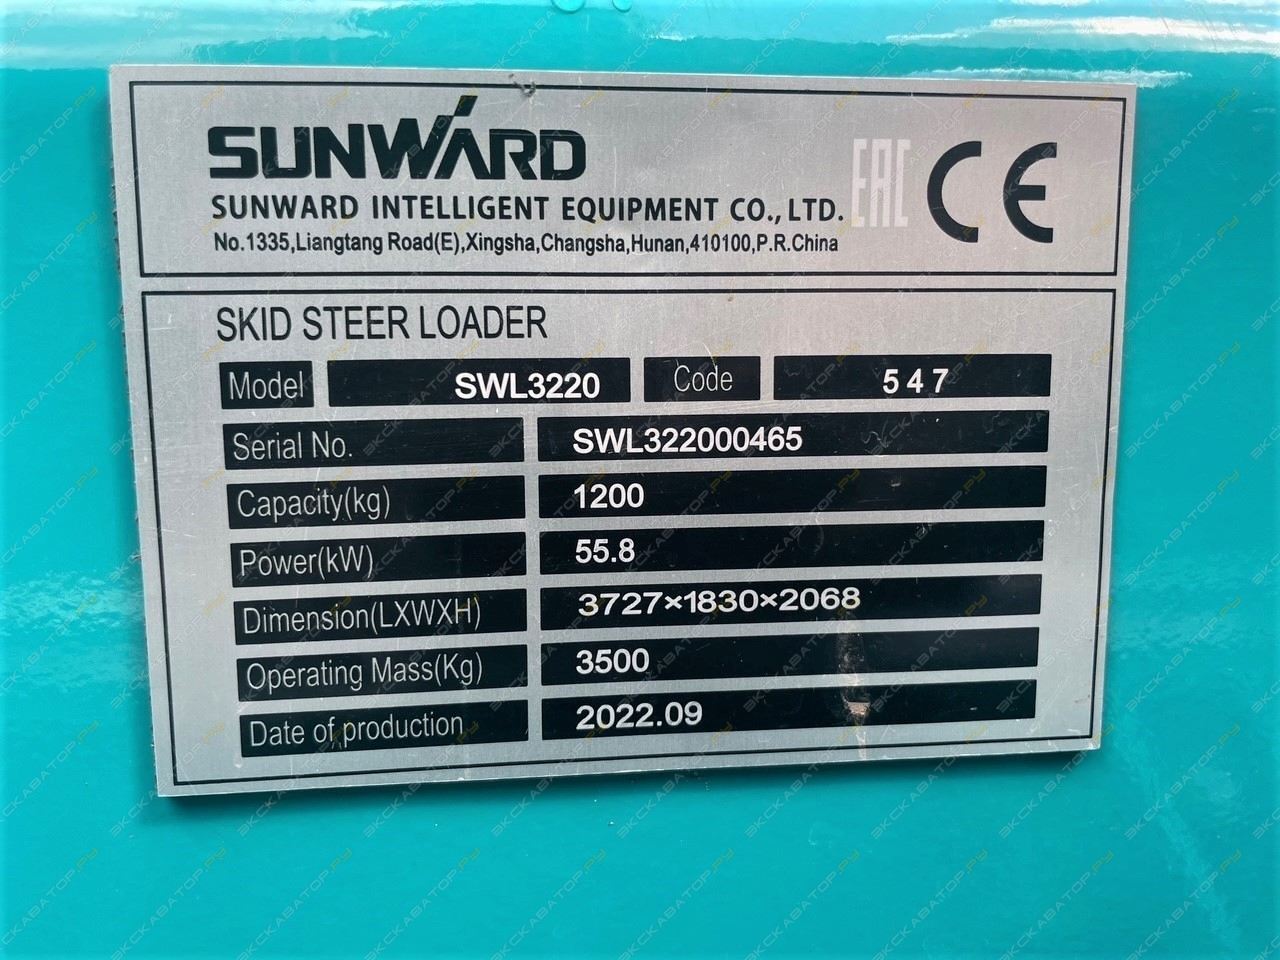 SUNWARD
SUNWARD INTELLIGENT EQUIPMENT CO.,LTD.
No.1335,Liangtang Road(E),Xingsha,Changsha,Hunan,410100,P.R.China
EAC CE
SKID STEER LOADER
Model SWL3220 Code 547
Serial No. SWL322000465
Capacity(kg) 1200
Power(kW) 55.8
Dimension(LXWXH) 3727×1830×2068
Operating Mass(Kg) 3500
Date of production 2022.09
ЭКСКАВАТОР.РУ